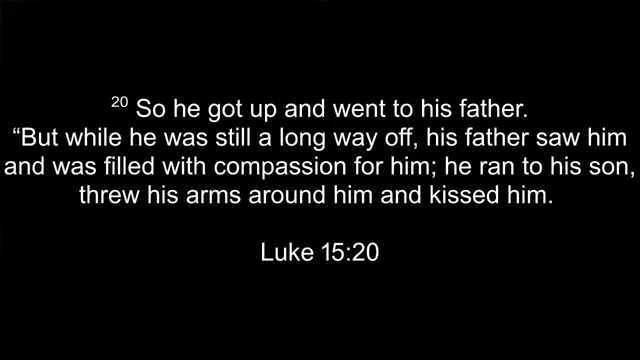 20 So he got up and went to his father.
“But while he was still a long way off, his father saw him
and was filled with compassion for him; he ran to his son,
threw his arms around him and kissed him.
Luke 15:20